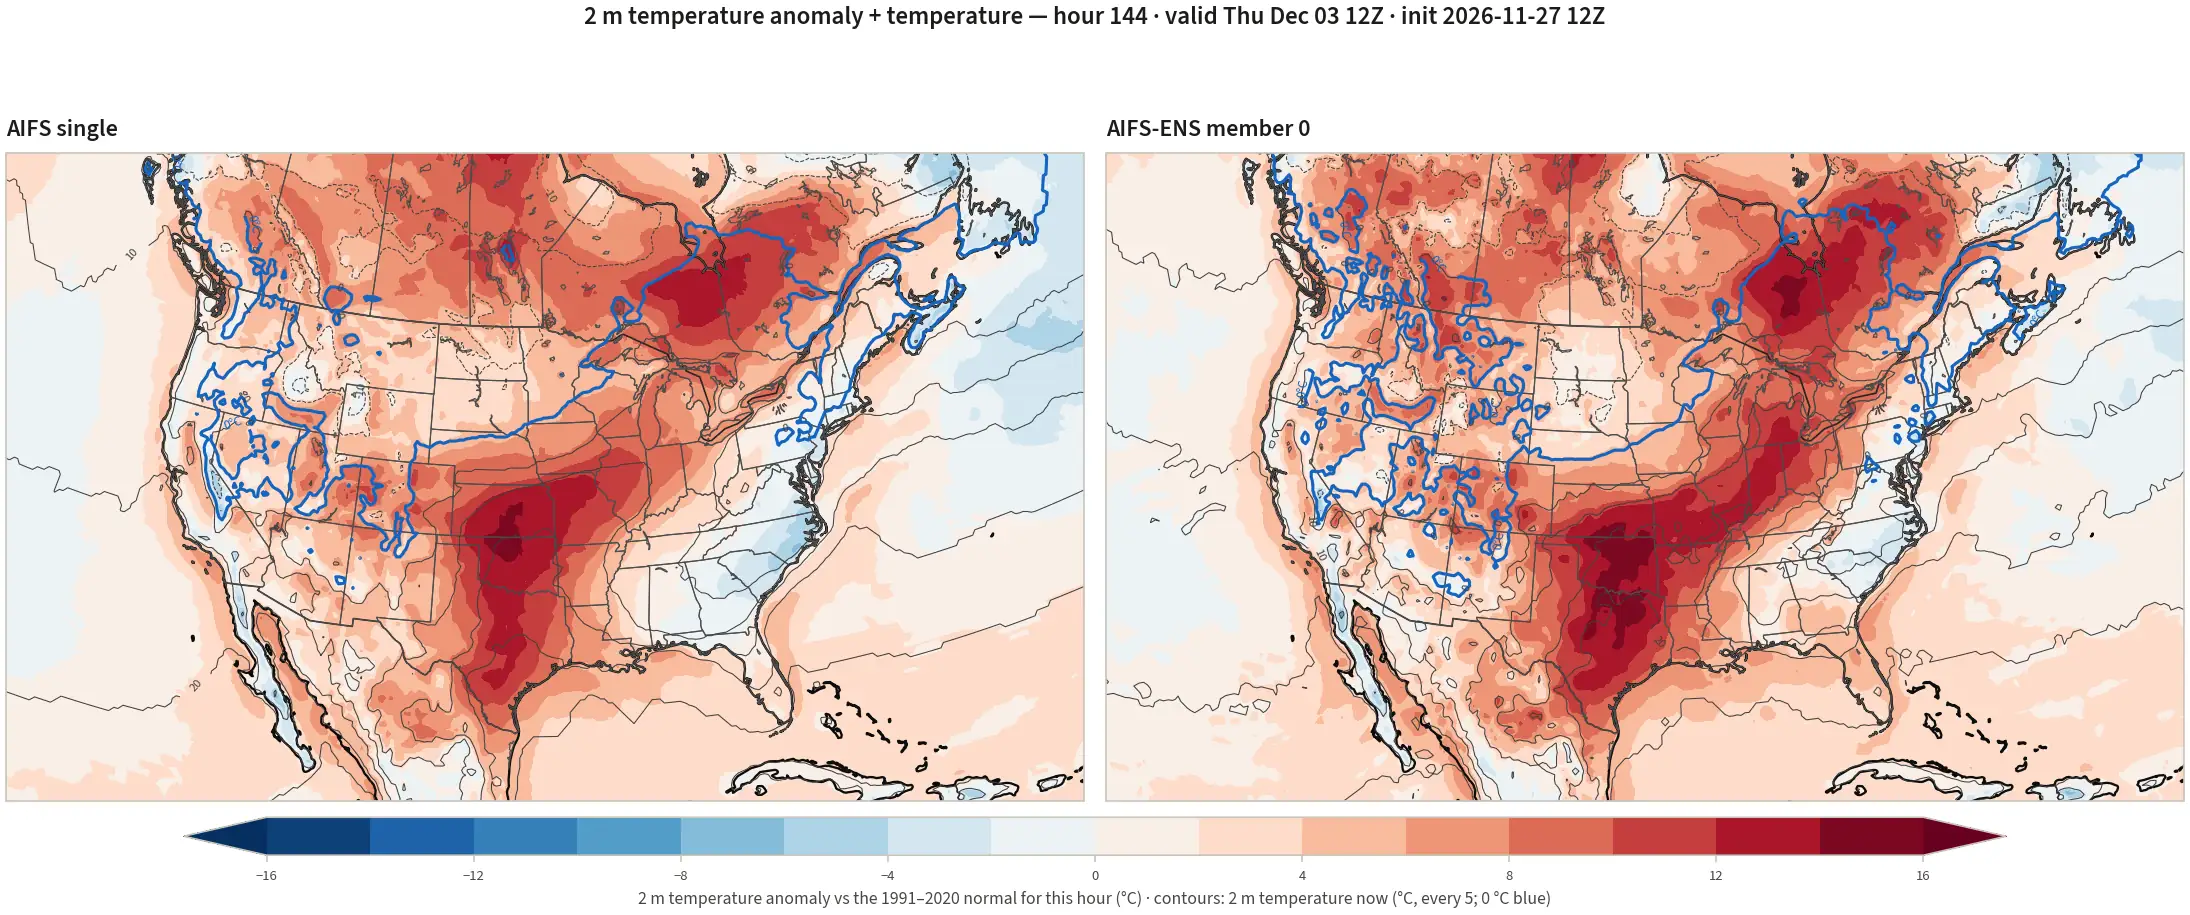 2 m temperature anomaly + temperature — hour 144 · valid Thu Dec 03 12Z · init 2026-11-27 12Z
AIFS single
AIFS-ENS member 0
10
20
−16
−12
−8
−4
0
4
8
12
16
2 m temperature anomaly vs the 1991–2020 normal for this hour (°C) · contours: 2 m temperature now (°C, every 5; 0 °C blue)